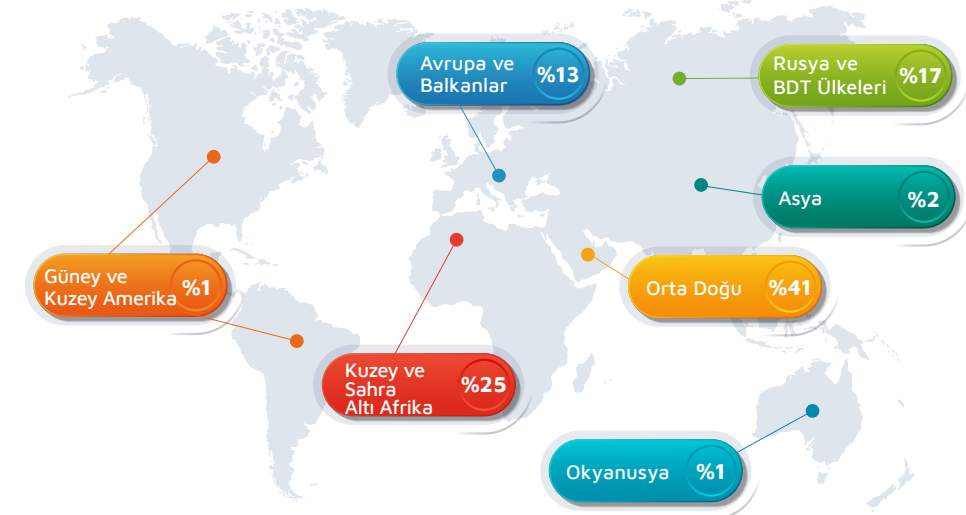 Avrupa ve
Balkanlar
%13
Rusya ve
BDT Ülkeleri
%17
Asya
%2
Güney ve
Kuzey Amerika
%1
Orta Doğu
%41
Kuzey ve
Sahra
Altı Afrika
%25
Okyanusya
%1